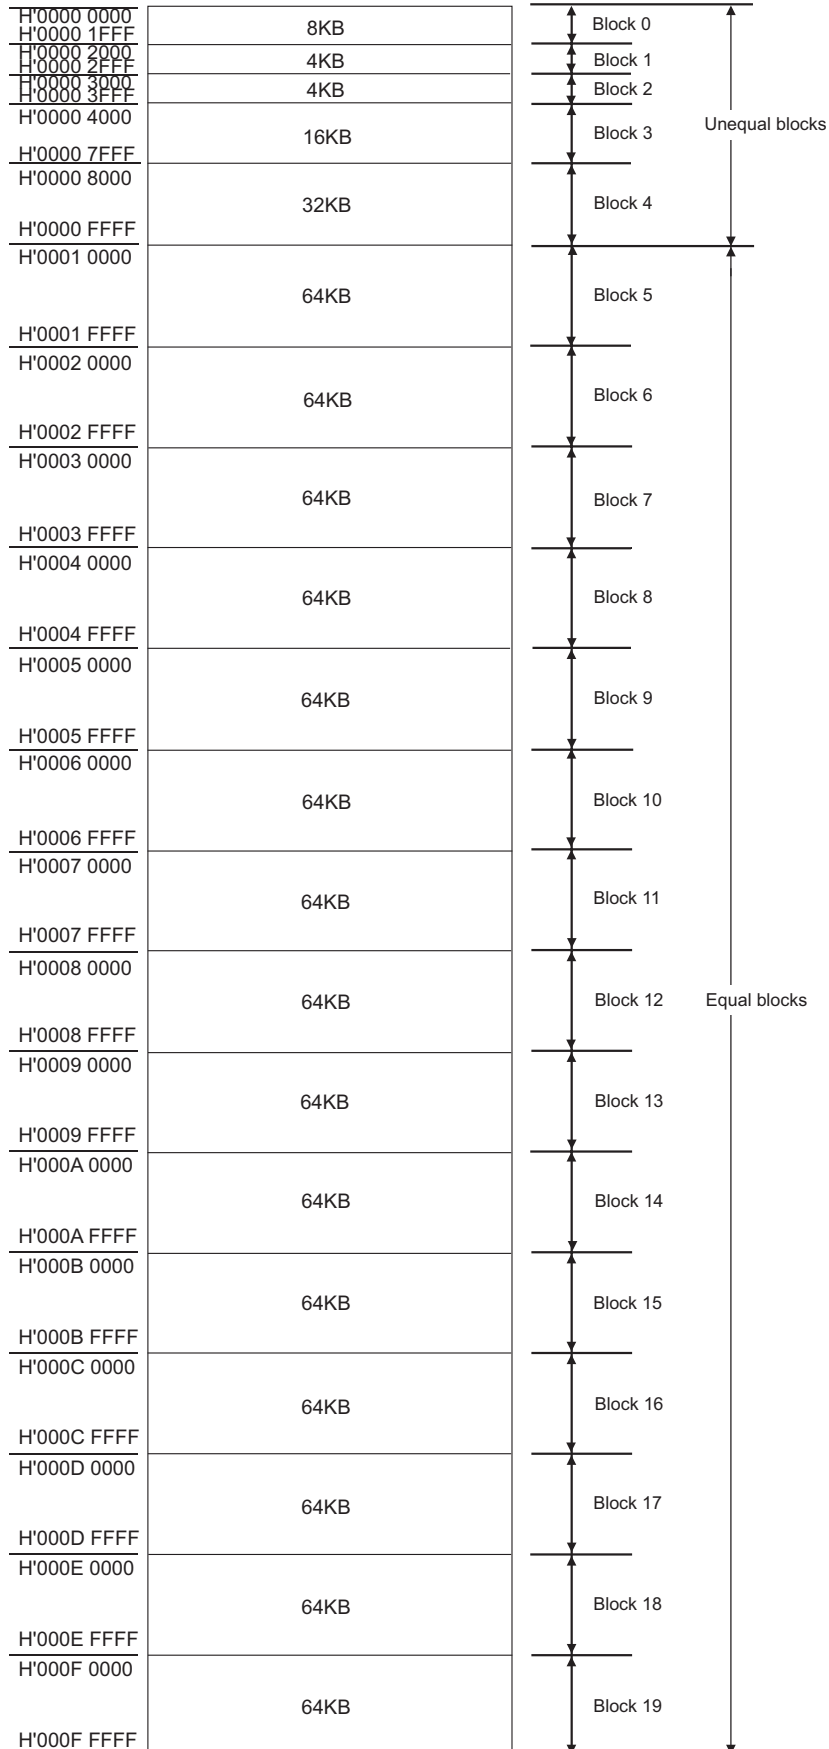 H'0000 0000
8KB
Block 0
H'0000 1FFF
H'0000 2000
4KB
Block 1
H'0000 2FFF
H'0000 3000
4KB
Block 2
H'0000 3FFF
H'0000 4000
16KB
Block 3
Unequal blocks
H'0000 7FFF
H'0000 8000
32KB
Block 4
H'0000 FFFF
H'0001 0000
64KB
Block 5
H'0001 FFFF
H'0002 0000
64KB
Block 6
H'0002 FFFF
H'0003 0000
64KB
Block 7
H'0003 FFFF
H'0004 0000
64KB
Block 8
H'0004 FFFF
H'0005 0000
64KB
Block 9
H'0005 FFFF
H'0006 0000
64KB
Block 10
H'0006 FFFF
H'0007 0000
64KB
Block 11
H'0007 FFFF
H'0008 0000
64KB
Block 12
Equal blocks
H'0008 FFFF
H'0009 0000
64KB
Block 13
H'0009 FFFF
H'000A 0000
64KB
Block 14
H'000A FFFF
H'000B 0000
64KB
Block 15
H'000B FFFF
H'000C 0000
64KB
Block 16
H'000C FFFF
H'000D 0000
64KB
Block 17
H'000D FFFF
H'000E 0000
64KB
Block 18
H'000E FFFF
H'000F 0000
64KB
Block 19
H'000F FFFF